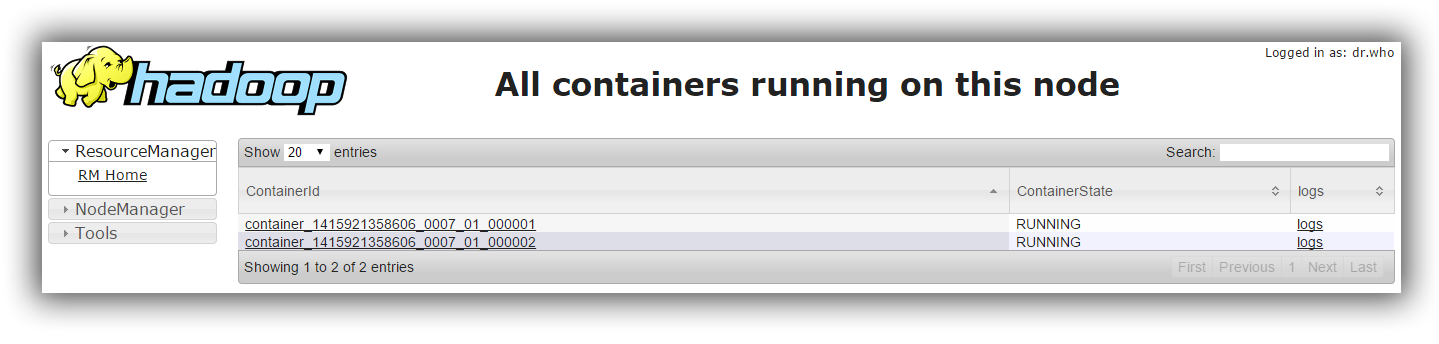 Logged in as: dr.who
hadoop
All containers running on this node
ResourceManager
RM Home
NodeManager
Tools
Show 20 entries
Search:
ContainerId ContainerState logs
container_1415921358606_0007_01_000001 RUNNING logs
container_1415921358606_0007_01_000002 RUNNING logs
Showing 1 to 2 of 2 entries
First Previous 1 Next Last